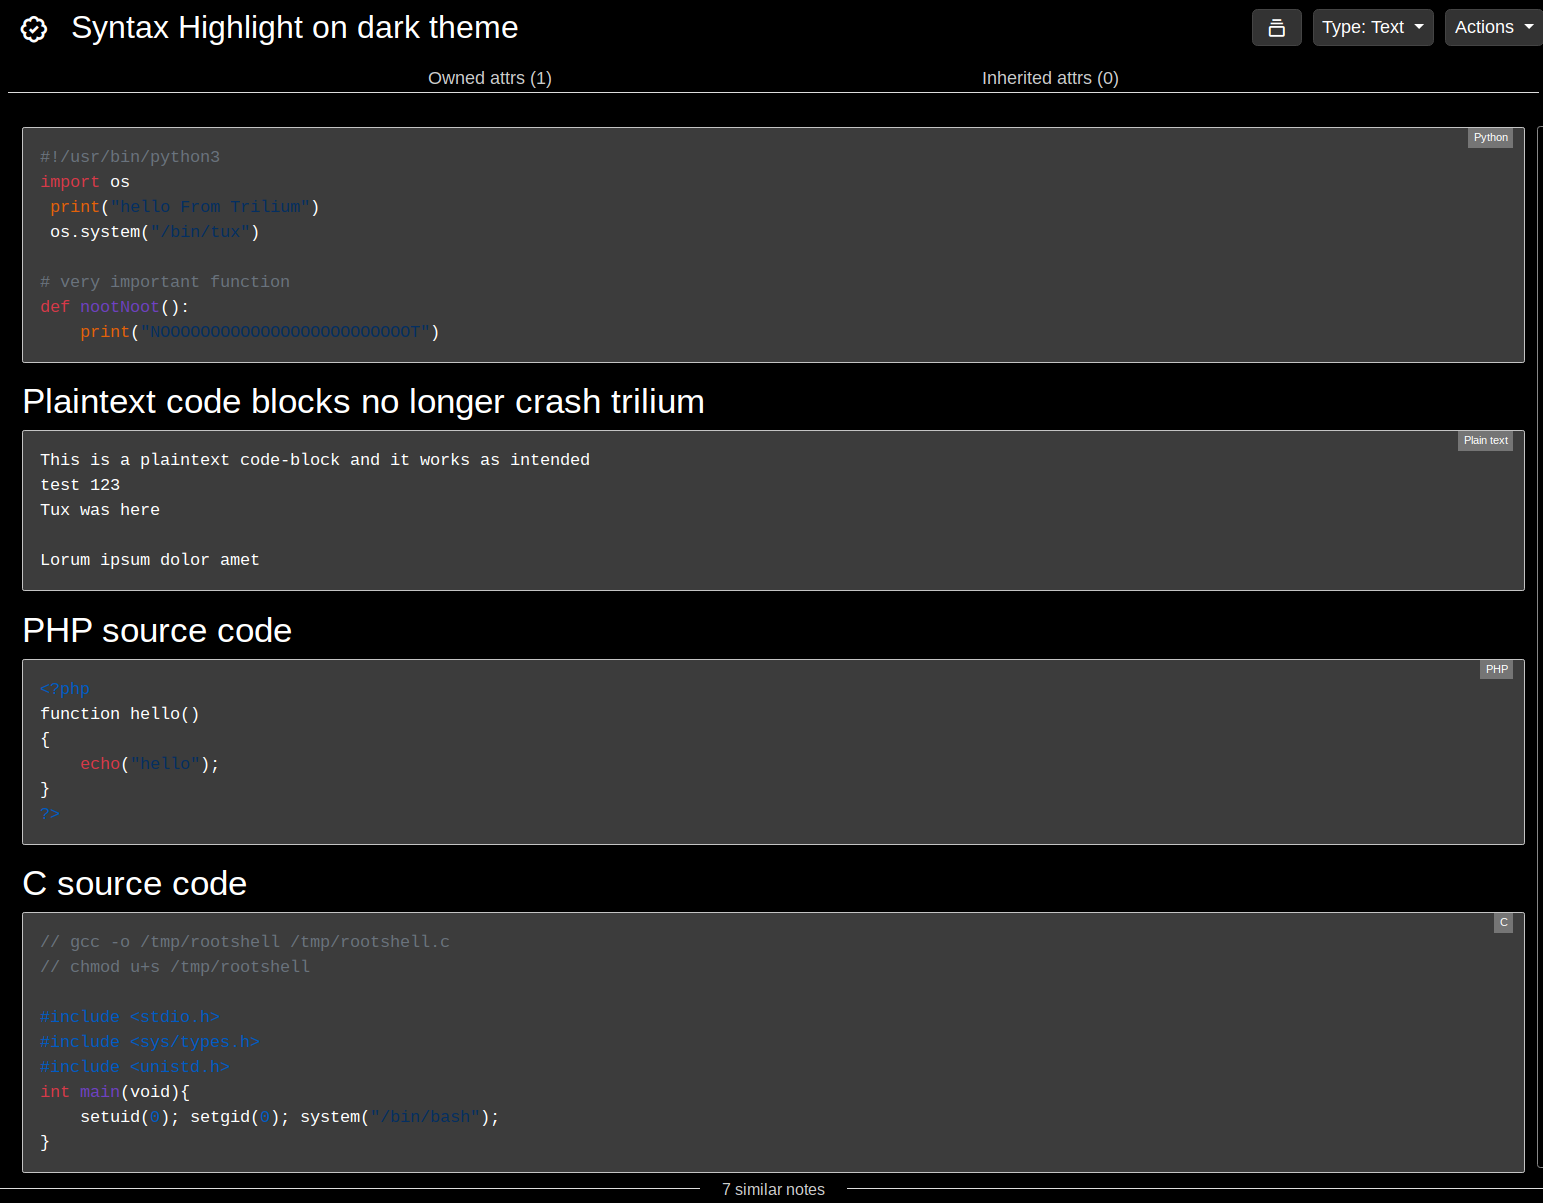 Syntax Highlight on dark theme
Type: Text
Actions
Owned attrs (1)
Inherited attrs (0)
Python
#!/usr/bin/python3
import os
 print("hello From Trilium")
 os.system("/bin/tux")

# very important function
def nootNoot():
    print("NOOOOOOOOOOOOOOOOOOOOOOOOOT")
Plaintext code blocks no longer crash trilium
Plain text
This is a plaintext code-block and it works as intended
test 123
Tux was here

Lorum ipsum dolor amet
PHP source code
PHP
<?php
function hello()
{
    echo("hello");
}
?>
C source code
C
// gcc -o /tmp/rootshell /tmp/rootshell.c
// chmod u+s /tmp/rootshell

#include <stdio.h>
#include <sys/types.h>
#include <unistd.h>
int main(void){
    setuid(0); setgid(0); system("/bin/bash");
}
7 similar notes